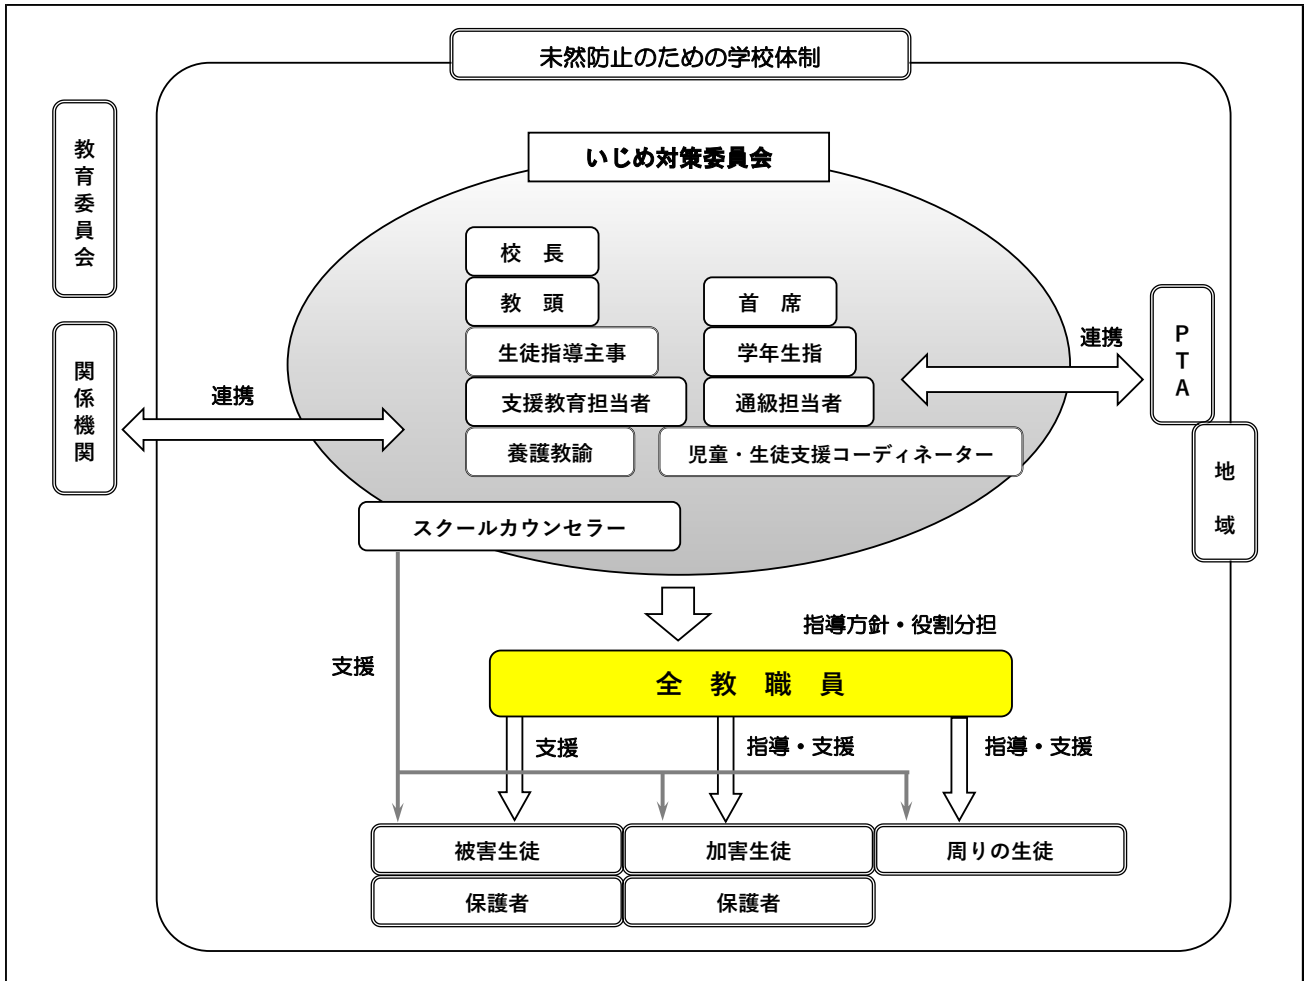 未然防止のための学校体制
教育委員会
いじめ対策委員会
校　長
教　頭
首　席
生徒指導主事
学年生指
支援教育担当者
通級担当者
養護教諭
児童・生徒支援コーディネーター
スクールカウンセラー
関係機関
連携
連携
PTA
地域
指導方針・役割分担
支援
全　教　職　員
支援
指導・支援
指導・支援
被害生徒
加害生徒
周りの生徒
保護者
保護者